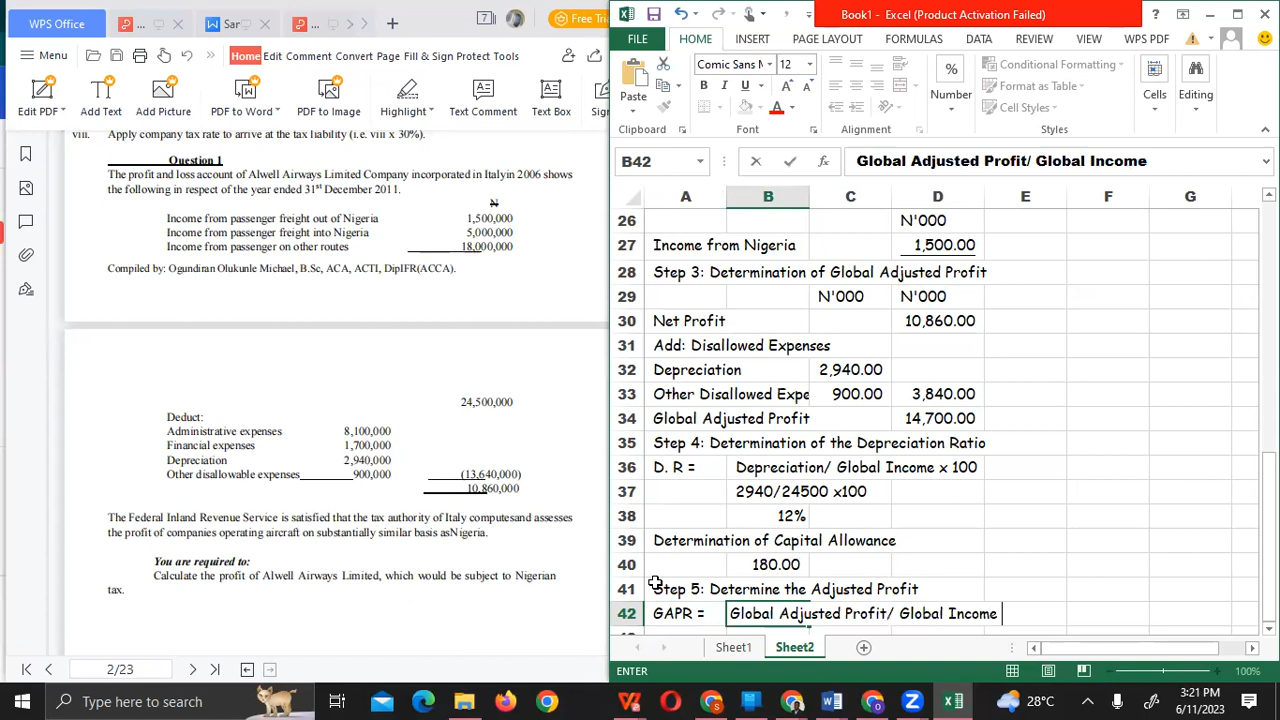 WPS Office
...
Sar
...
7
Free Tria
Menu
Home Edit Comment Convert Page Fill & Sign Protect Tools
Edit PDF
Add Text
Add Picture
PDF to Word
PDF to Image
Highlight
Text Comment
Text Box
Sign
viii. Apply company tax rate to arrive at the tax liability (i.e. viii x 30%).
Question 1
The profit and loss account of Alwell Airways Limited Company incorporated in Italyin 2006 shows
the following in respect of the year ended 31st December 2011.
N
Income from passenger freight out of Nigeria 1,500,000
Income from passenger freight into Nigeria 5,000,000
Income from passenger on other routes 18,000,000
Compiled by: Ogundiran Olukunle Michael, B.Sc, ACA, ACTI, DipIFR(ACCA).
24,500,000
Deduct:
Administrative expenses 8,100,000
Financial expenses 1,700,000
Depreciation 2,940,000
Other disallowable expenses 900,000 (13,640,000)
10,860,000
The Federal Inland Revenue Service is satisfied that the tax authority of Italy computesand assesses
the profit of companies operating aircraft on substantially similar basis asNigeria.
You are required to:
Calculate the profit of Alwell Airways Limited, which would be subject to Nigerian
tax.
2/23
Book1 - Excel (Product Activation Failed)
FILE HOME INSERT PAGE LAYOUT FORMULAS DATA REVIEW VIEW WPS PDF
Paste
Comic Sans M 12
B I U
Number
Conditional Formatting
Format as Table
Cell Styles
Cells
Editing
Clipboard Font Alignment Styles
B42 fx Global Adjusted Profit/ Global Income
A B C D E F G
26 N'000
27 Income from Nigeria 1,500.00
28 Step 3: Determination of Global Adjusted Profit
29 N'000 N'000
30 Net Profit 10,860.00
31 Add: Disallowed Expenses
32 Depreciation 2,940.00
33 Other Disallowed Expe 900.00 3,840.00
34 Global Adjusted Profit 14,700.00
35 Step 4: Determination of the Depreciation Ratio
36 D. R = Depreciation/ Global Income x 100
37 2940/24500 x100
38 12%
39 Determination of Capital Allowance
40 180.00
41 Step 5: Determine the Adjusted Profit
42 GAPR = Global Adjusted Profit/ Global Income
Sheet1 Sheet2
ENTER
100%
Type here to search
28°C
3:21 PM
6/11/2023